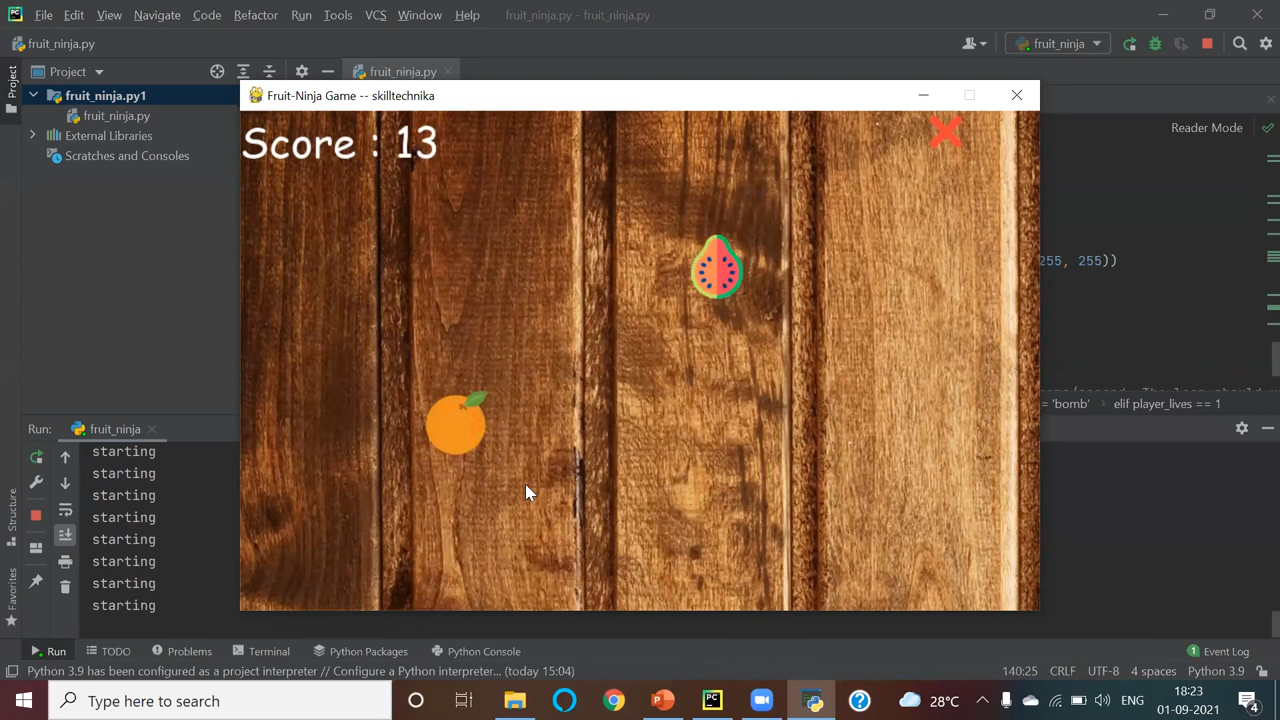 File Edit View Navigate Code Refactor Run Tools VCS Window Help fruit_ninja.py - fruit_ninja.py
fruit_ninja.py
fruit_ninja
Project
Project
fruit_ninja.py
Fruit-Ninja Game -- skilltechnika
fruit_ninja.py1
fruit_ninja.py
External Libraries
Scratches and Consoles
Score : 13
Reader Mode
255, 255))
= 'bomb'
elif player_lives == 1
Run: fruit_ninja
starting
starting
starting
starting
starting
starting
starting
starting
Structure
Favorites
Run TODO Problems Terminal Python Packages Python Console
1 Event Log
Python 3.9 has been configured as a project interpreter // Configure a Python interpreter... (today 15:04)
140:25 CRLF UTF-8 4 spaces Python 3.9
Type here to search
28°C
ENG
18:23
01-09-2021
4